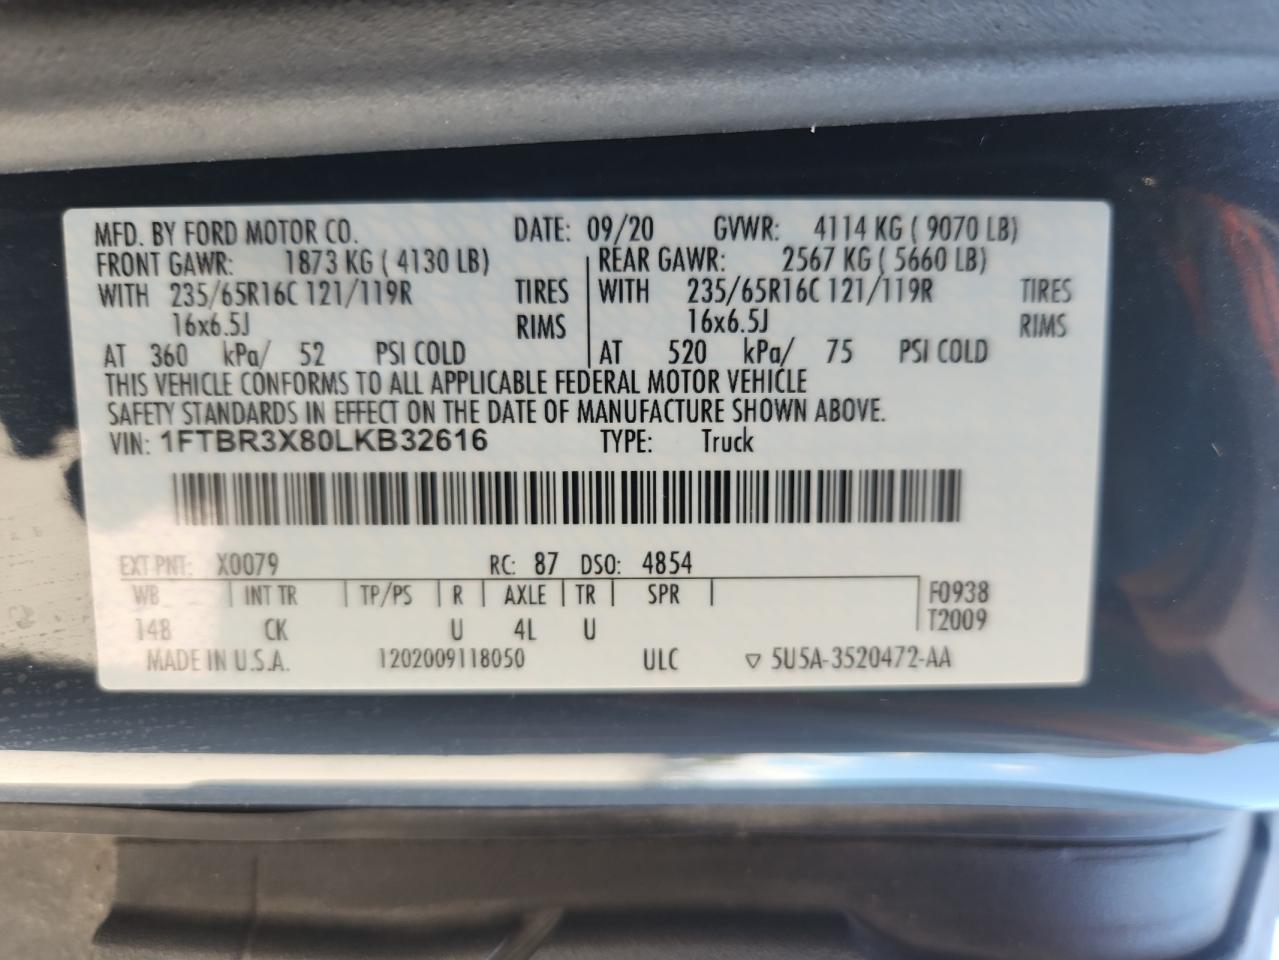 MFD. BY FORD MOTOR CO. DATE: 09/20 GVWR: 4114 KG ( 9070 LB)
FRONT GAWR: 1873 KG ( 4130 LB) REAR GAWR: 2567 KG ( 5660 LB)
WITH 235/65R16C 121/119R TIRES WITH 235/65R16C 121/119R TIRES
16x6.5J RIMS 16x6.5J RIMS
AT 360 kPa/ 52 PSI COLD AT 520 kPa/ 75 PSI COLD
THIS VEHICLE CONFORMS TO ALL APPLICABLE FEDERAL MOTOR VEHICLE
SAFETY STANDARDS IN EFFECT ON THE DATE OF MANUFACTURE SHOWN ABOVE.
VIN: 1FTBR3X80LKB32616 TYPE: Truck
EXT PNT: X0079 RC: 87 DSO: 4854
WB INT TR TP/PS R AXLE TR SPR F0938
148 CK U 4L U T2009
MADE IN U.S.A. 1202009118050 ULC ▽ 5U5A-3520472-AA